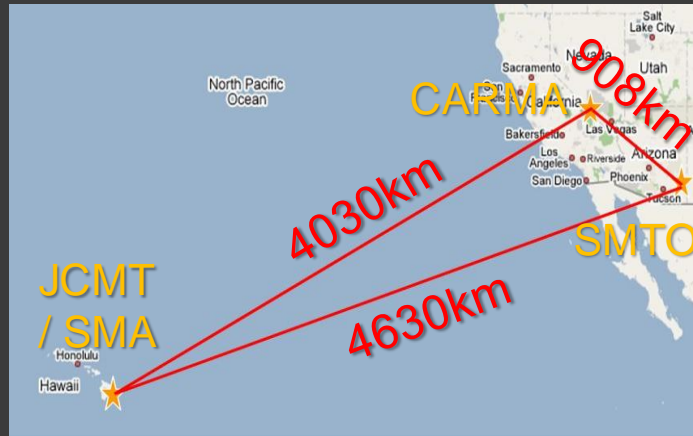 Salt
Lake City
Nevada
Utah
908km
Sacramento
North Pacific
Ocean
CARMA
California
Las Vegas
Bakersfield
Los
Angeles
Riverside
Arizona
Phoenix
San Diego
Tucson
4030km
SMTO
JCMT
/ SMA
4630km
Honolulu
Hawaii